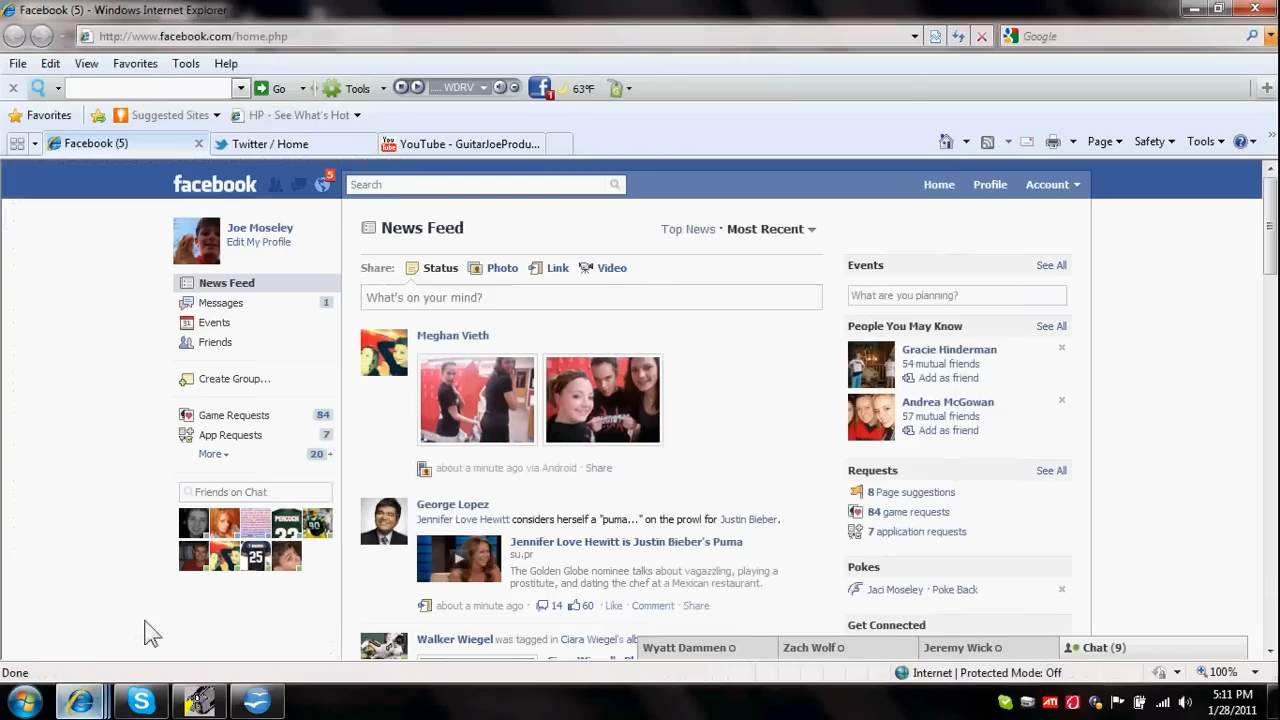 Facebook (5) - Windows Internet Explorer
http://www.facebook.com/home.php
Google
File Edit View Favorites Tools Help
Go Tools .... WDRV 1 63°F
Favorites Suggested Sites HP - See What's Hot
Facebook (5) Twitter / Home YouTube - GuitarJoeProdu... Page Safety Tools
facebook 5 Search Home Profile Account
Joe Moseley
Edit My Profile
News Feed
Messages 1
Events
Friends
Create Group...
Game Requests 84
App Requests 7
More 20+
Friends on Chat
News Feed Top News · Most Recent
Share: Status Photo Link Video
What's on your mind?
Meghan Vieth
about a minute ago via Android · Share
George Lopez
Jennifer Love Hewitt considers herself a "puma..." on the prowl for Justin Bieber.
Jennifer Love Hewitt is Justin Bieber's Puma
su.pr
The Golden Globe nominee talks about vagazzling, playing a
prostitute, and dating the chef at a Mexican restaurant.
about a minute ago · 14 60 · Like · Comment · Share
Walker Wiegel was tagged in Ciara Wiegel's alb
Events See All
What are you planning?
People You May Know See All
Gracie Hinderman
54 mutual friends
Add as friend
Andrea McGowan
57 mutual friends
Add as friend
Requests See All
8 Page suggestions
84 game requests
7 application requests
Pokes
Jaci Moseley · Poke Back
Get Connected
Wyatt Dammen Zach Wolf Jeremy Wick Chat (9)
Done Internet | Protected Mode: Off 100%
ATI 5:11 PM
1/28/2011